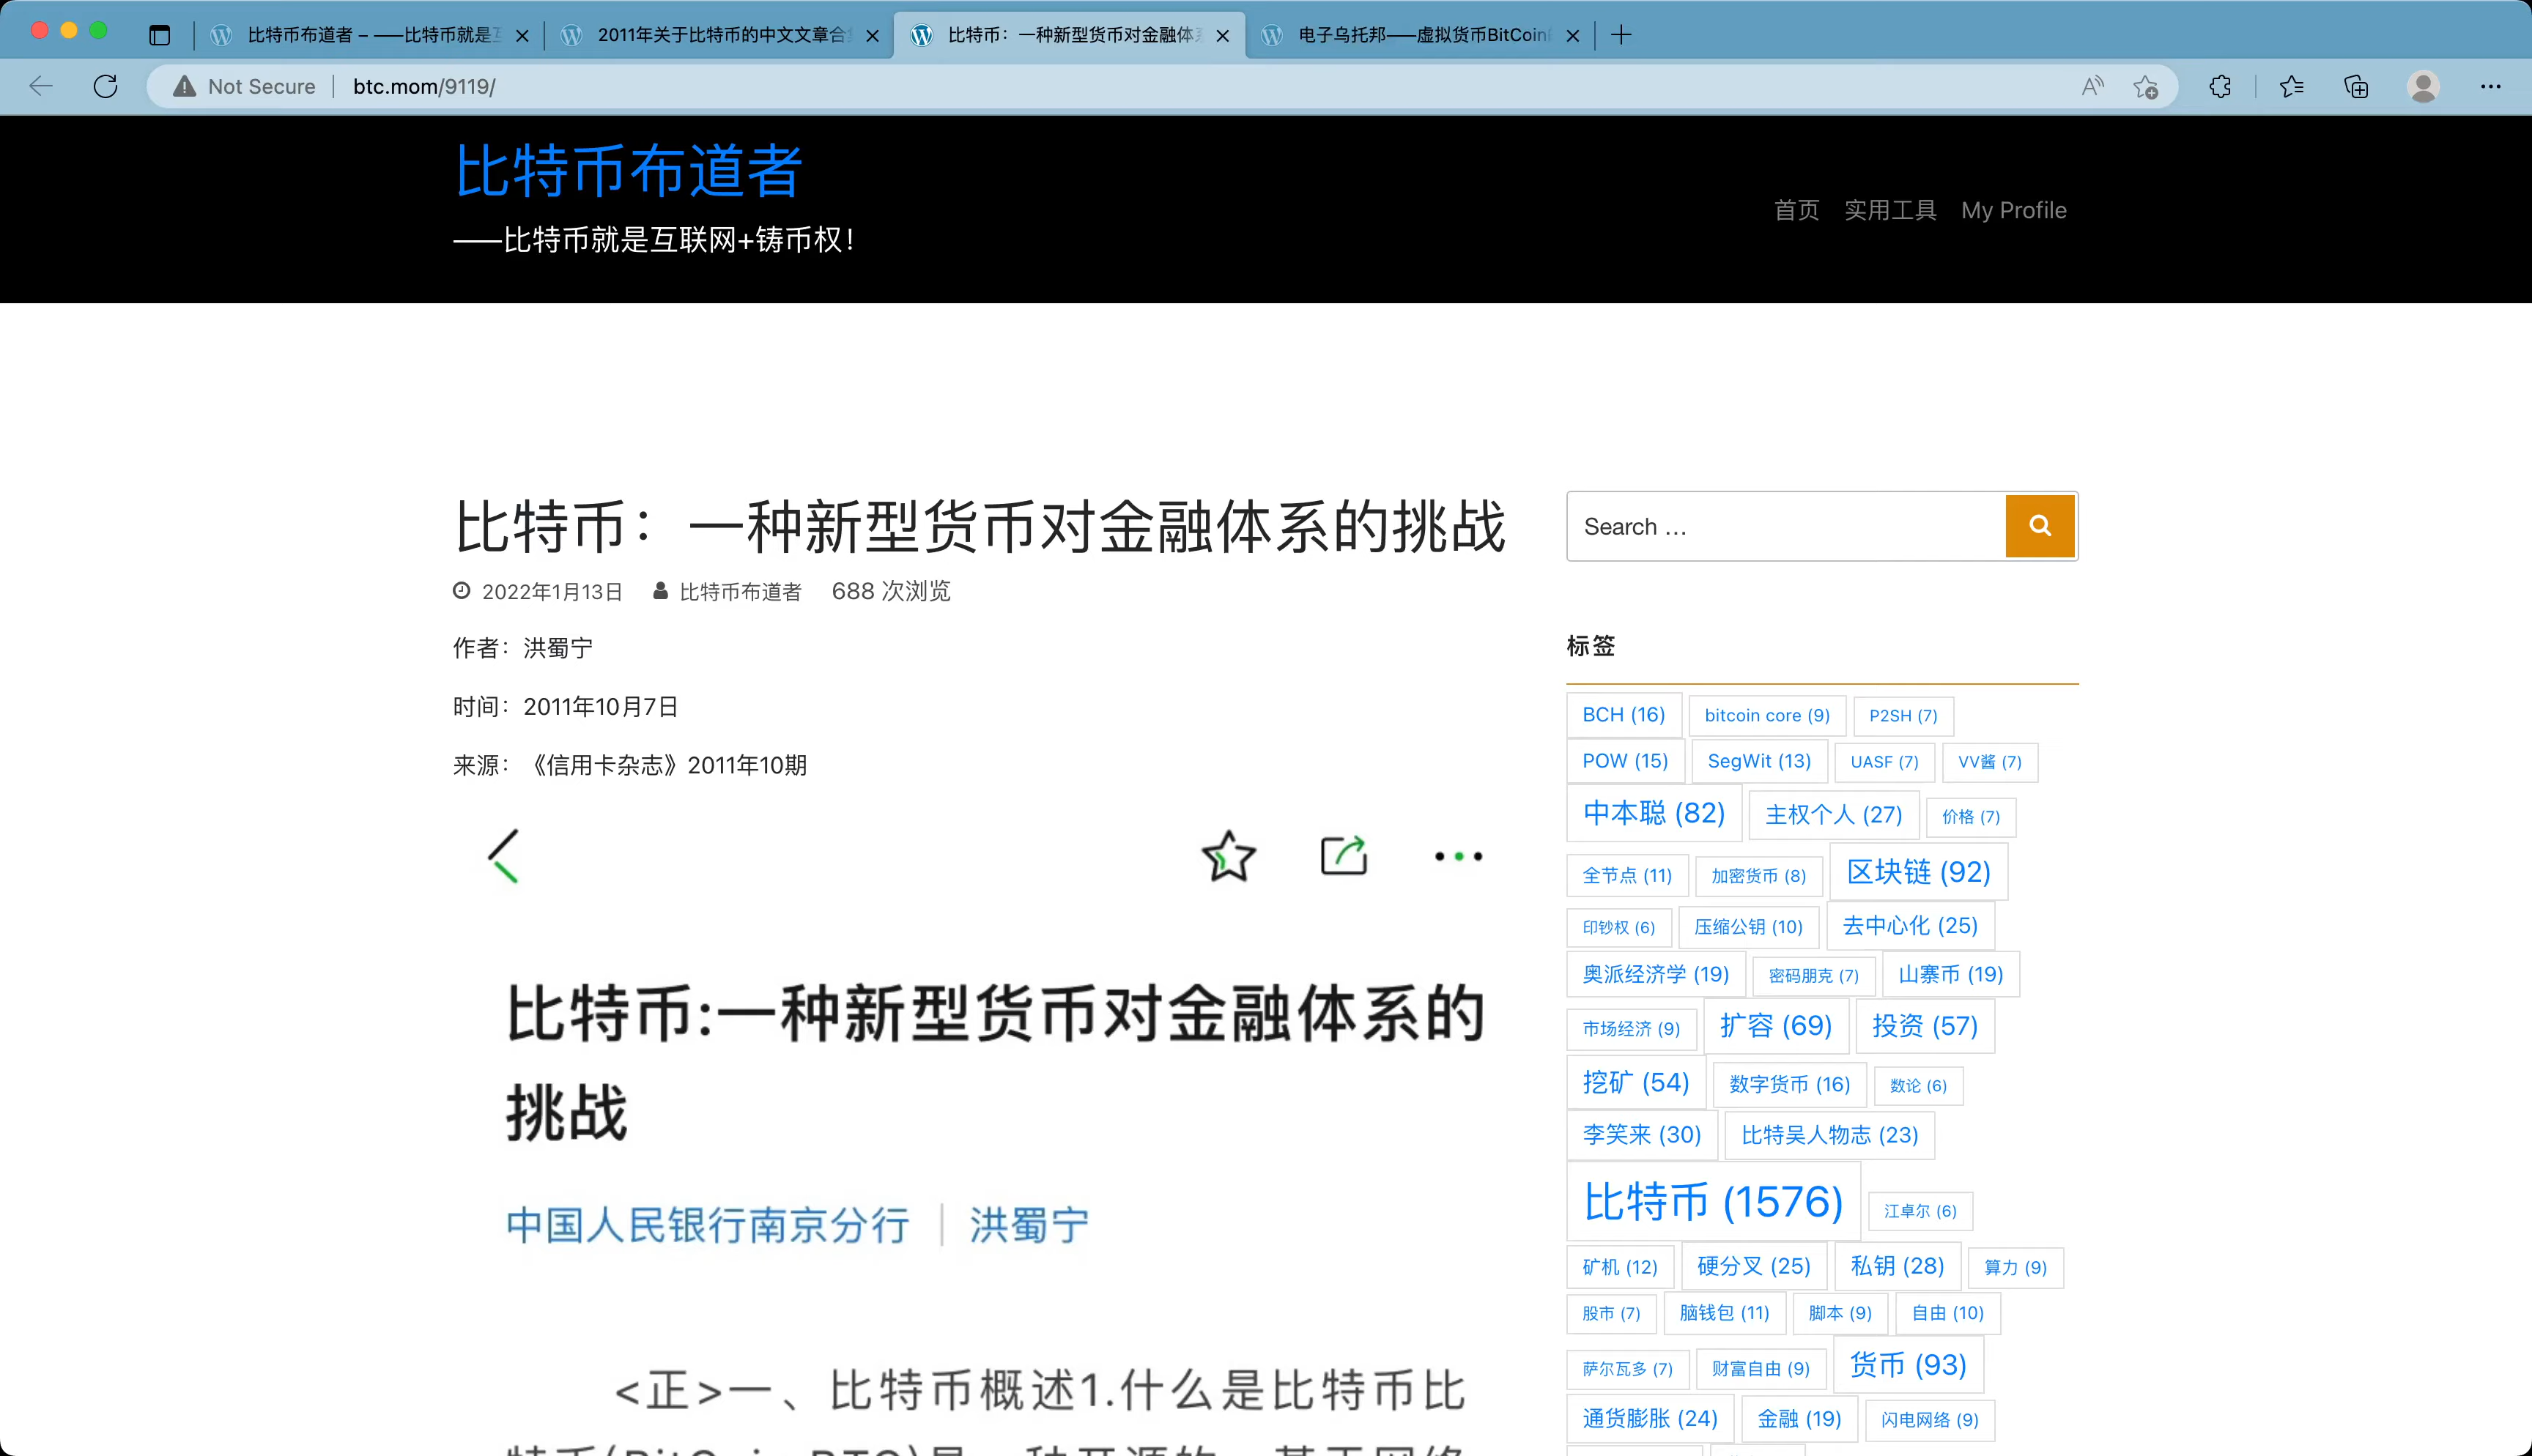 比特币布道者 – ——比特币就是
2011年关于比特币的中文文章合
比特币：一种新型货币对金融体
电子乌托邦——虚拟货币BitCoin
Not Secure
btc.mom/9119/
比特币布道者
——比特币就是互联网+铸币权！
首页 实用工具 My Profile
比特币：一种新型货币对金融体系的挑战
2022年1月13日 比特币布道者 688 次浏览
作者：洪蜀宁
时间：2011年10月7日
来源：《信用卡杂志》2011年10期
比特币:一种新型货币对金融体系的
挑战
中国人民银行南京分行 | 洪蜀宁
<正>一、比特币概述1.什么是比特币比
Search …
标签
BCH (16) bitcoin core (9) P2SH (7)
POW (15) SegWit (13) UASF (7) VV酱 (7)
中本聪 (82) 主权个人 (27) 价格 (7)
全节点 (11) 加密货币 (8) 区块链 (92)
印钞权 (6) 压缩公钥 (10) 去中心化 (25)
奥派经济学 (19) 密码朋克 (7) 山寨币 (19)
市场经济 (9) 扩容 (69) 投资 (57)
挖矿 (54) 数字货币 (16) 数论 (6)
李笑来 (30) 比特吴人物志 (23)
比特币 (1576) 江卓尔 (6)
矿机 (12) 硬分叉 (25) 私钥 (28) 算力 (9)
股市 (7) 脑钱包 (11) 脚本 (9) 自由 (10)
萨尔瓦多 (7) 财富自由 (9) 货币 (93)
通货膨胀 (24) 金融 (19) 闪电网络 (9)